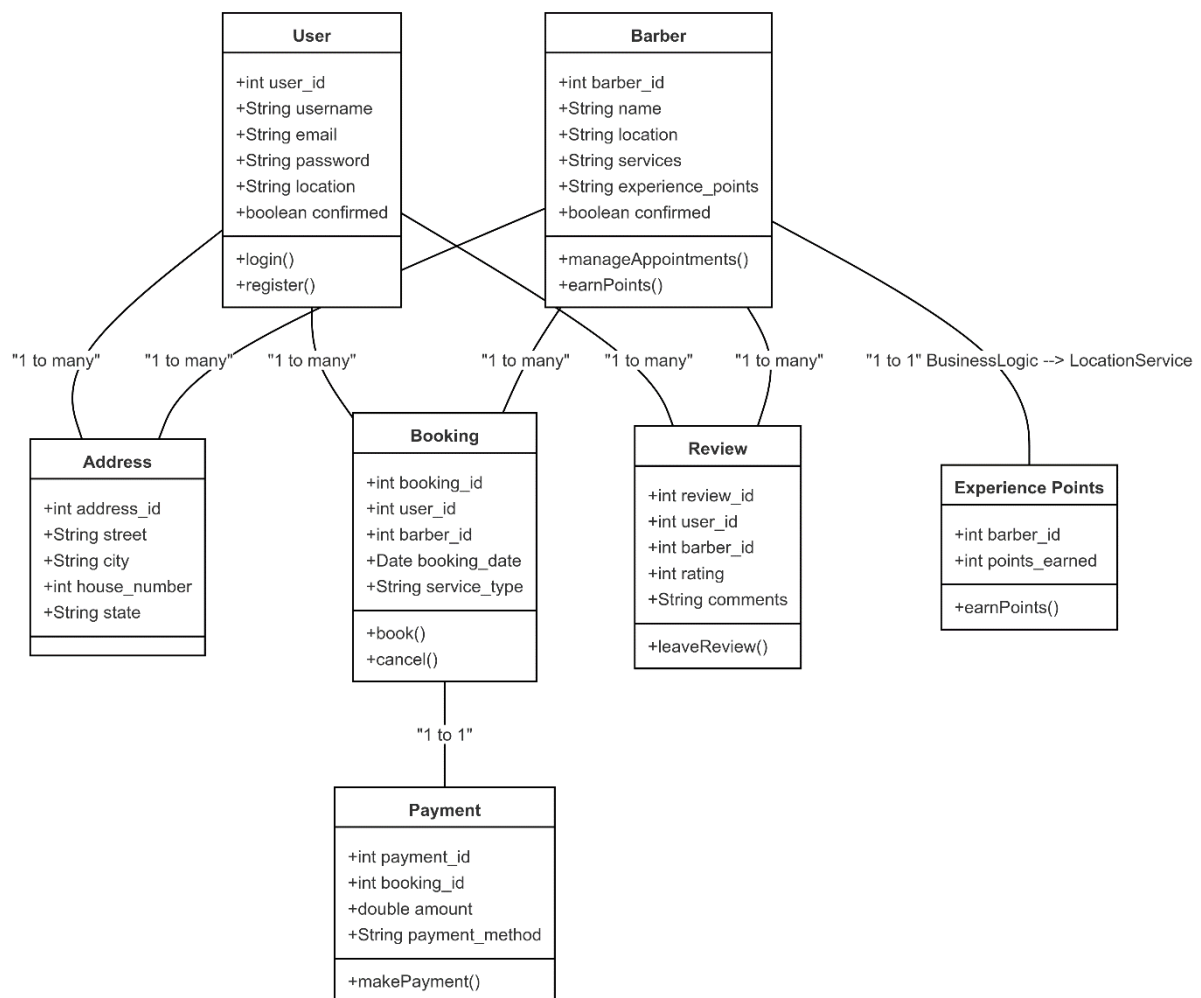 User
+int user_id
+String username
+String email
+String password
+String location
+boolean confirmed
+login()
+register()
Barber
+int barber_id
+String name
+String location
+String services
+String experience_points
+boolean confirmed
+manageAppointments()
+earnPoints()
"1 to many"
"1 to many"
"1 to many"
"1 to many"
"1 to many"
"1 to many"
"1 to 1" BusinessLogic --> LocationService
Address
+int address_id
+String street
+String city
+int house_number
+String state
Booking
+int booking_id
+int user_id
+int barber_id
+Date booking_date
+String service_type
+book()
+cancel()
Review
+int review_id
+int user_id
+int barber_id
+int rating
+String comments
+leaveReview()
Experience Points
+int barber_id
+int points_earned
+earnPoints()
"1 to 1"
Payment
+int payment_id
+int booking_id
+double amount
+String payment_method
+makePayment()